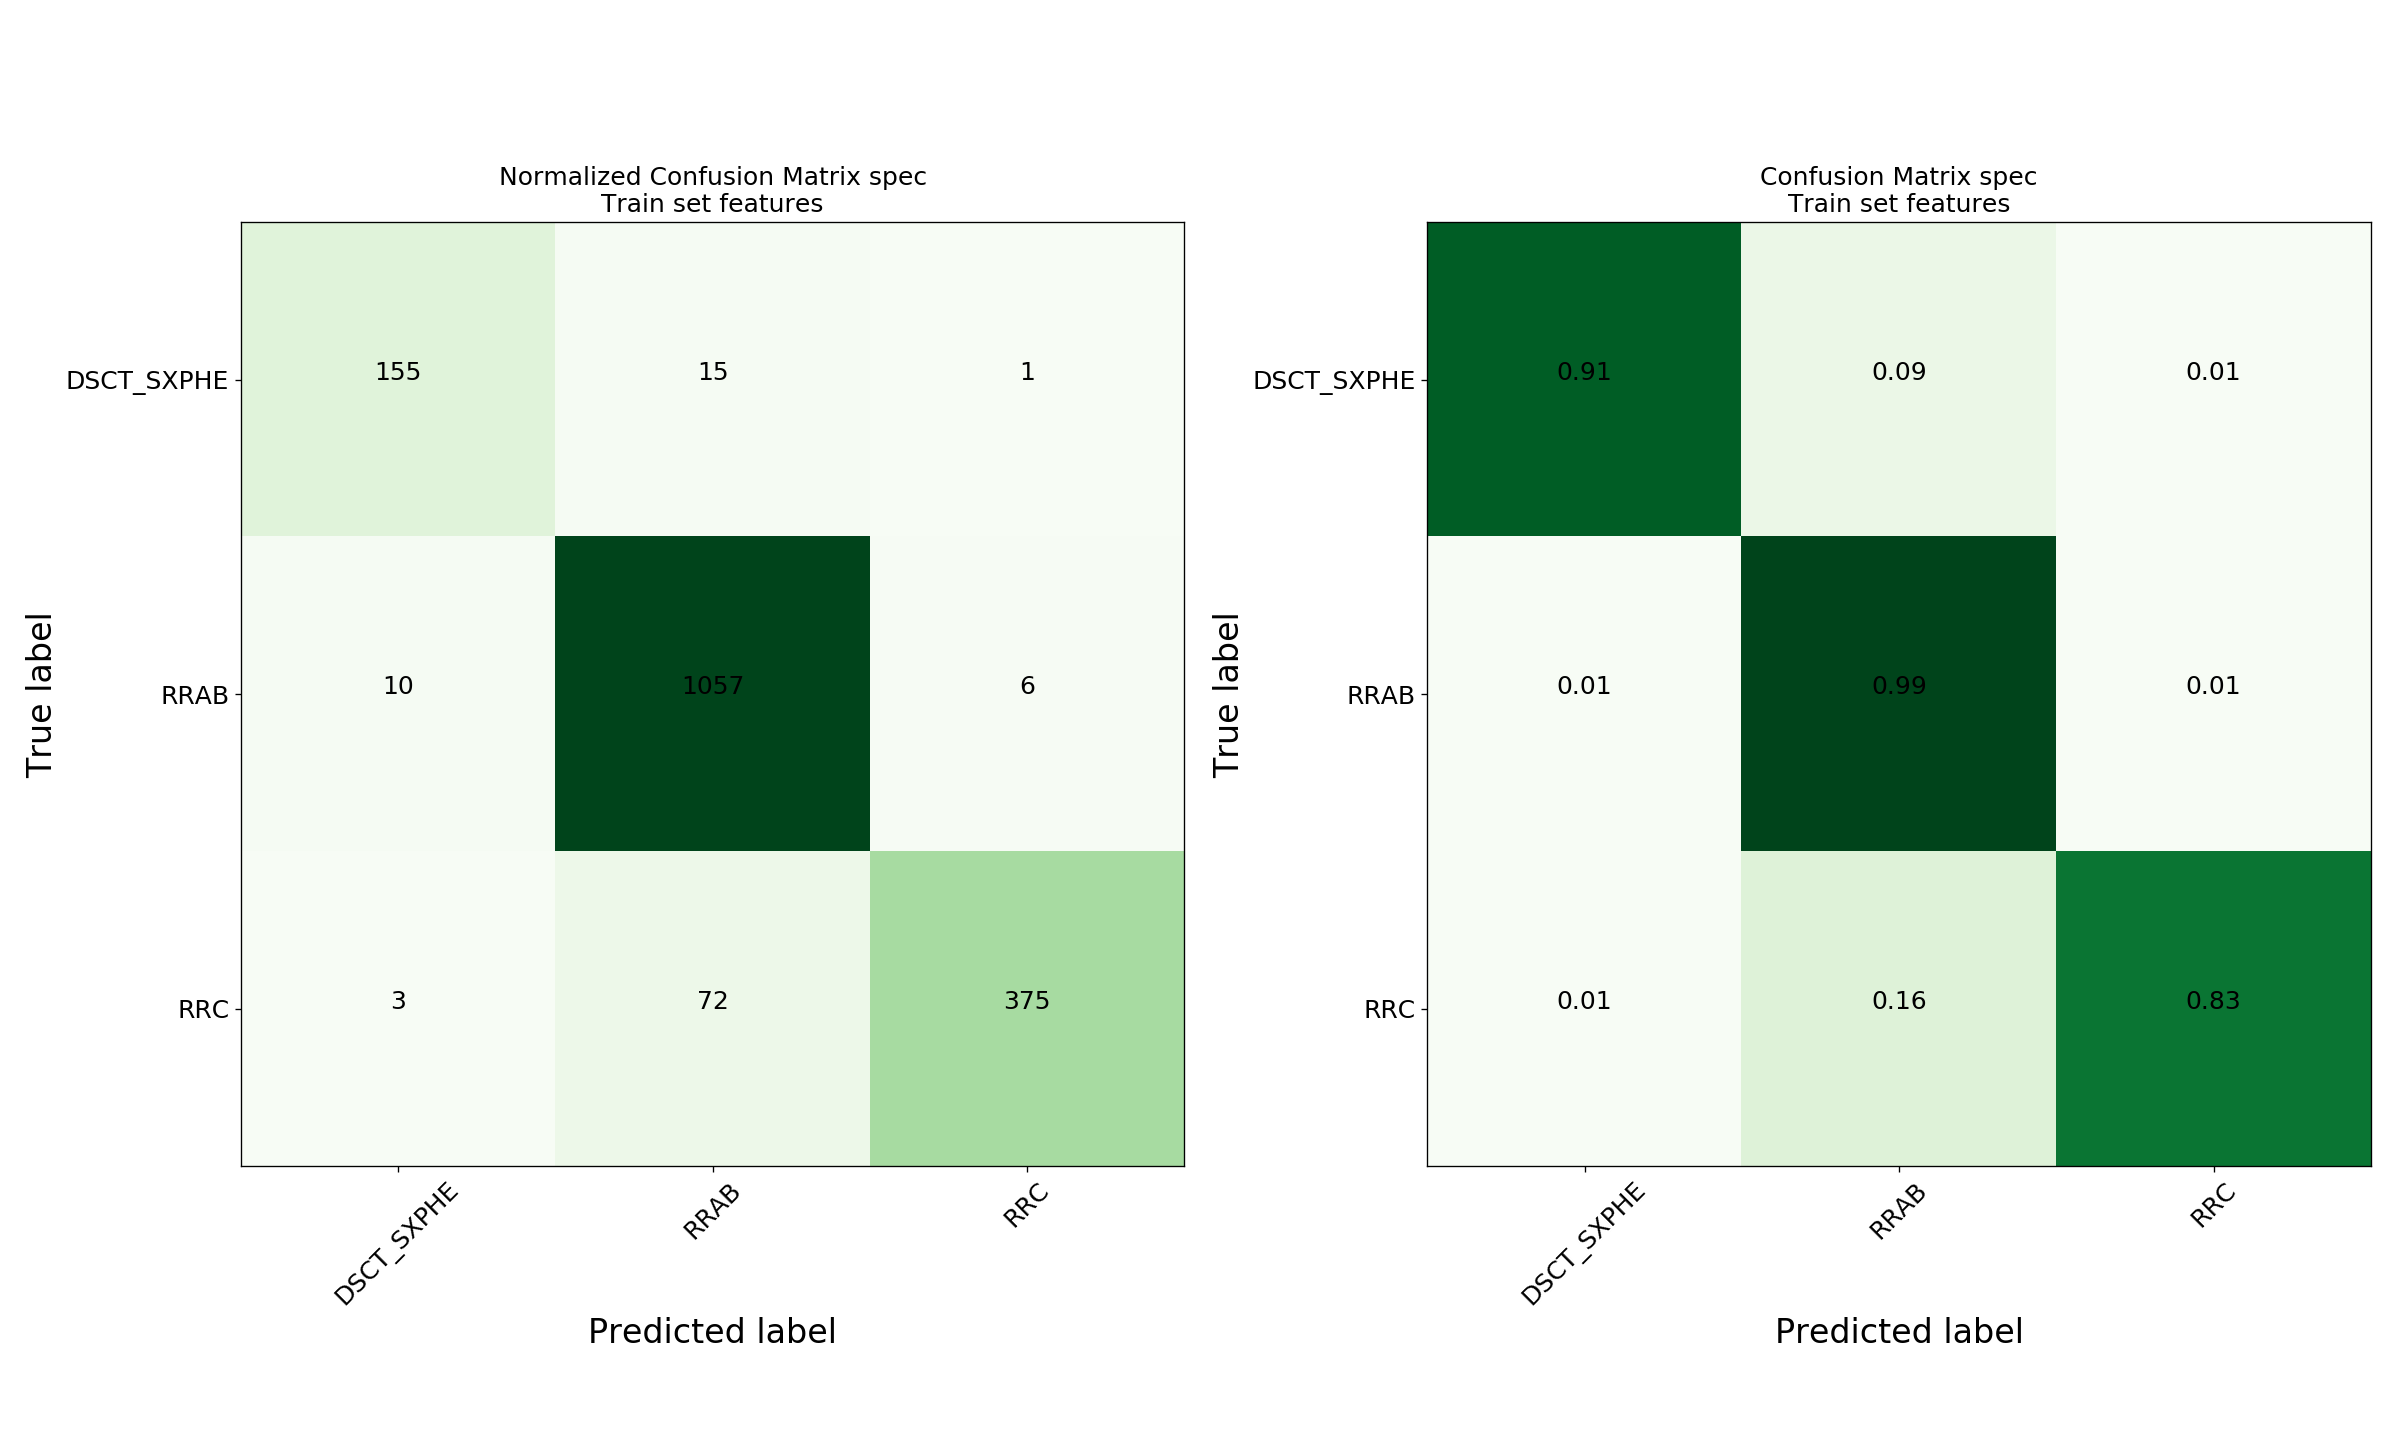 Normalized Confusion Matrix spec
Train set features
DSCT_SXPHE
155
15
1
RRAB
10
1057
6
RRC
3
72
375
True label
DSCT_SXPHE
RRAB
RRC
Predicted label
Confusion Matrix spec
Train set features
DSCT_SXPHE
0.91
0.09
0.01
RRAB
0.01
0.99
0.01
RRC
0.01
0.16
0.83
True label
DSCT_SXPHE
RRAB
RRC
Predicted label